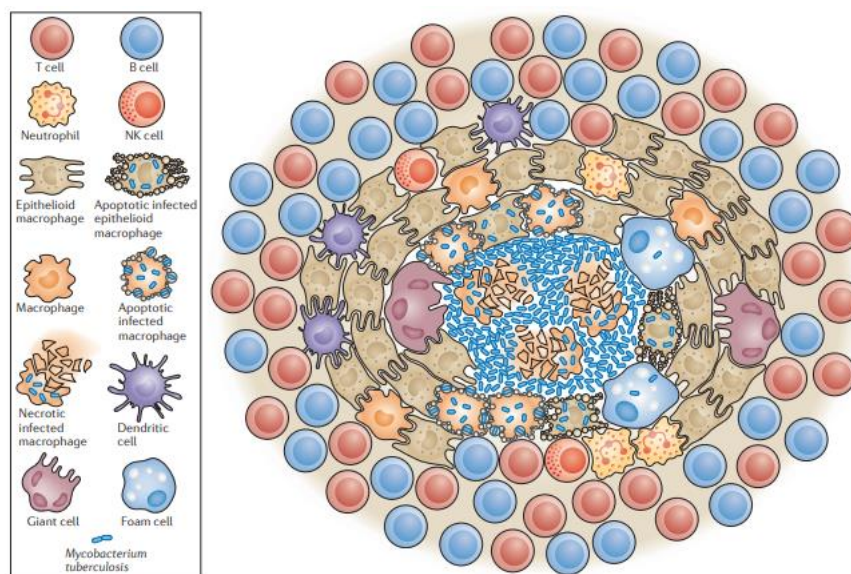 T cell
B cell
Neutrophil
NK cell
Epithelioid
macrophage
Apoptotic infected
epithelioid
macrophage
Macrophage
Apoptotic
infected
macrophage
Necrotic
infected
macrophage
Dendritic
cell
Giant cell
Foam cell
Mycobacterium
tuberculosis